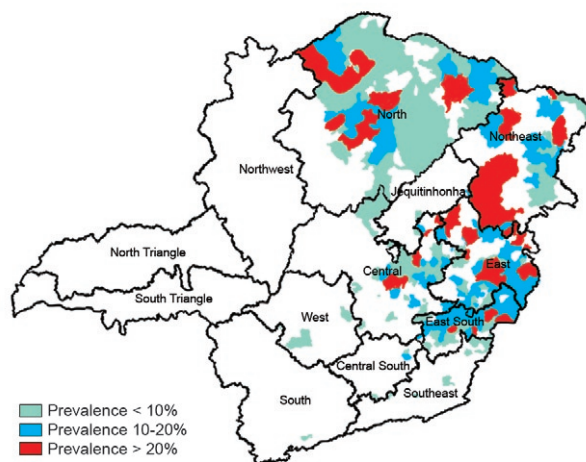 North
Northeast
Northwest
Jequitinhonha
North Triangle
Central
East
South Triangle
West
East South
Central South
Southeast
South
Prevalence < 10%
Prevalence 10-20%
Prevalence > 20%